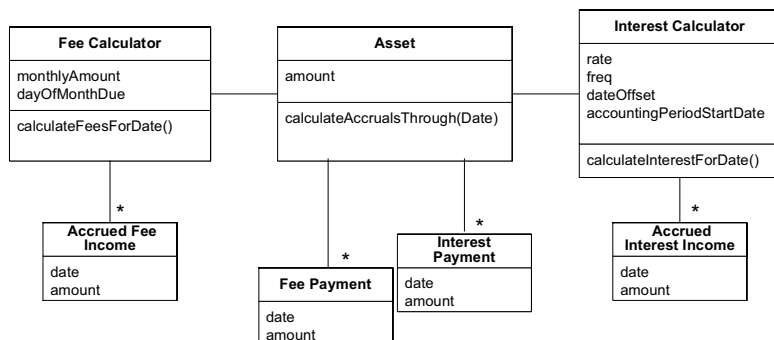 Fee Calculator
monthlyAmount
dayOfMonthDue
calculateFeesForDate()
Asset
amount
calculateAccrualsThrough(Date)
Interest Calculator
rate
freq
dateOffset
accountingPeriodStartDate
calculateInterestForDate()
*
Accrued Fee
Income
date
amount
*
Fee Payment
date
amount
*
Interest
Payment
date
amount
*
Accrued
Interest Income
date
amount